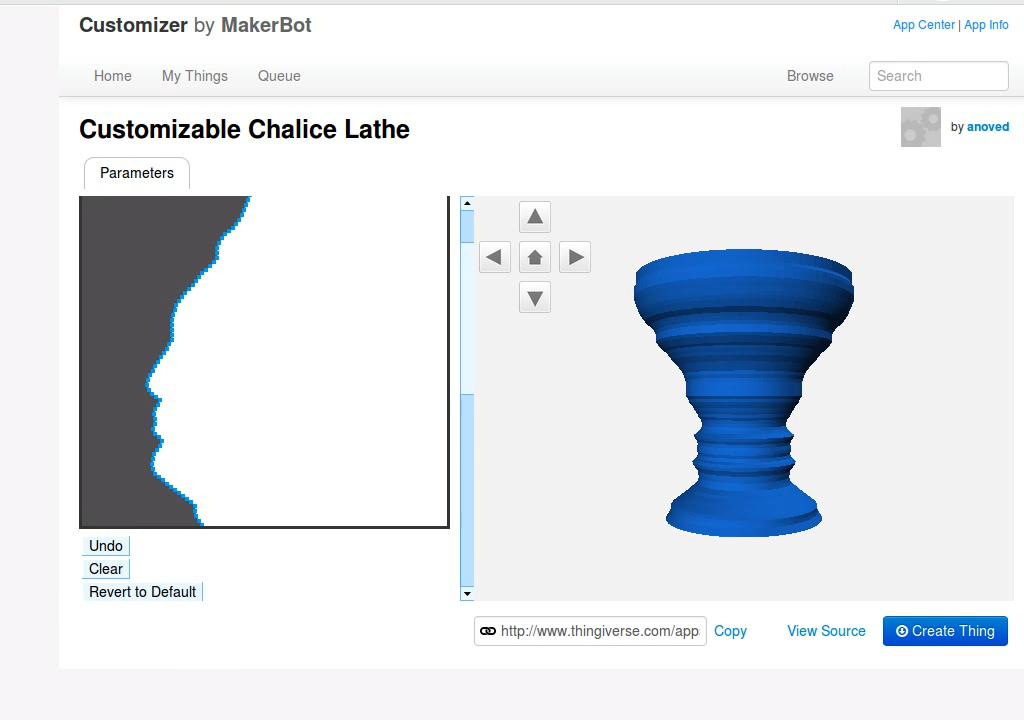 Customizer by MakerBot
App Center | App Info
Home My Things Queue Browse Search
Customizable Chalice Lathe
by anoved
Parameters
Undo
Clear
Revert to Default
http://www.thingiverse.com/app Copy View Source Create Thing